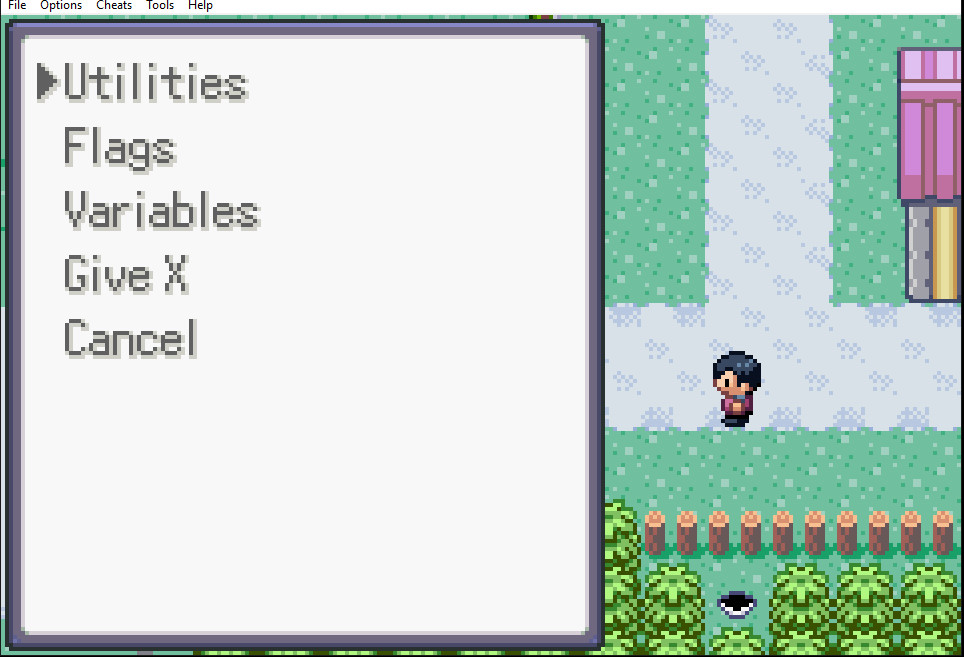 File Options Cheats Tools Help
Utilities
Flags
Variables
Give X
Cancel